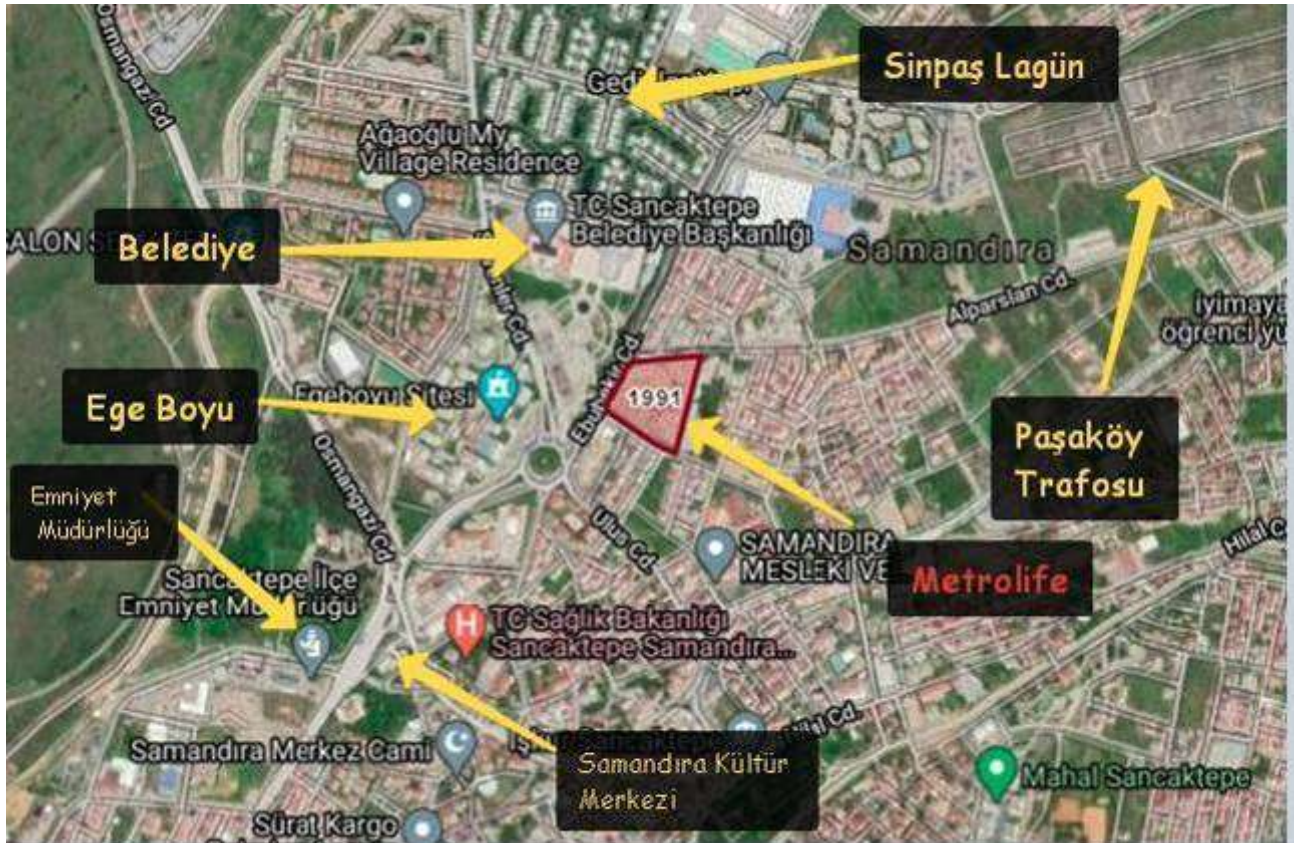 Osmangazi Cd
Sinpaş Lagün
Ağaoğlu My
Village Residence
TC Sancaktepe
Belediye Başkanlığı
Belediye
Samandıra
Alparslan Cd.
iyimaya
öğrenci yu
Egeboyu Sitesi
Ege Boyu
Ebubekir Cd
1991
Paşaköy
Trafosu
Emniyet
Müdürlüğü
Osmangazi Cd
Ulus Cd.
SAMANDIRA
MESLEKİ VE
Hilal C
Metrolife
Sancaktepe İlçe
Emniyet Müdürlüğü
TC Sağlık Bakanlığı
Sancaktepe Samandıra...
Hilal Cd.
Samandıra Merkez Cami
Samandıra Kültür
Merkezi
Mahal Sancaktepe
Sürat Kargo